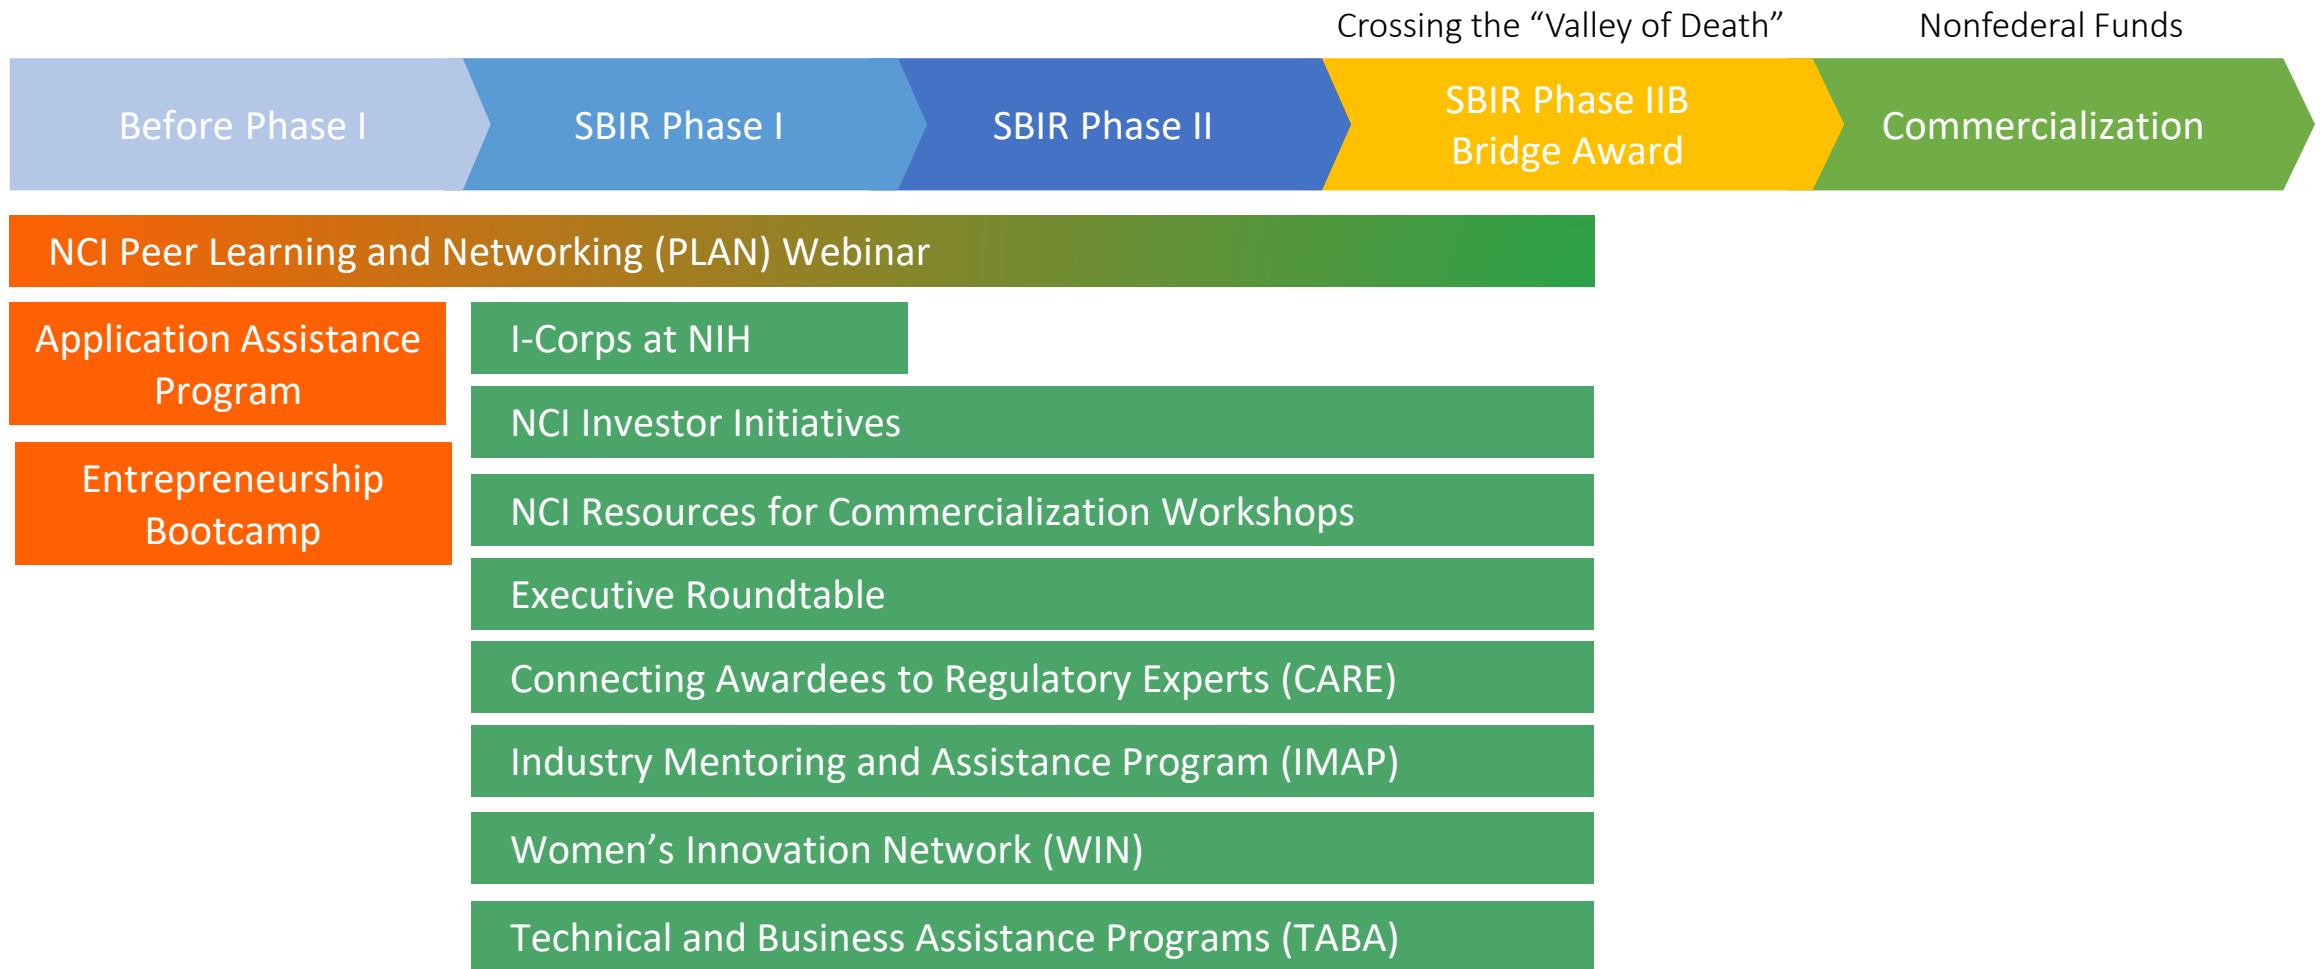 Crossing the “Valley of Death”
Nonfederal Funds
Before Phase I
SBIR Phase I
SBIR Phase II
SBIR Phase IIB
Bridge Award
Commercialization
NCI Peer Learning and Networking (PLAN) Webinar
Application Assistance
Program
Entrepreneurship
Bootcamp
I-Corps at NIH
NCI Investor Initiatives
NCI Resources for Commercialization Workshops
Executive Roundtable
Connecting Awardees to Regulatory Experts (CARE)
Industry Mentoring and Assistance Program (IMAP)
Women’s Innovation Network (WIN)
Technical and Business Assistance Programs (TABA)